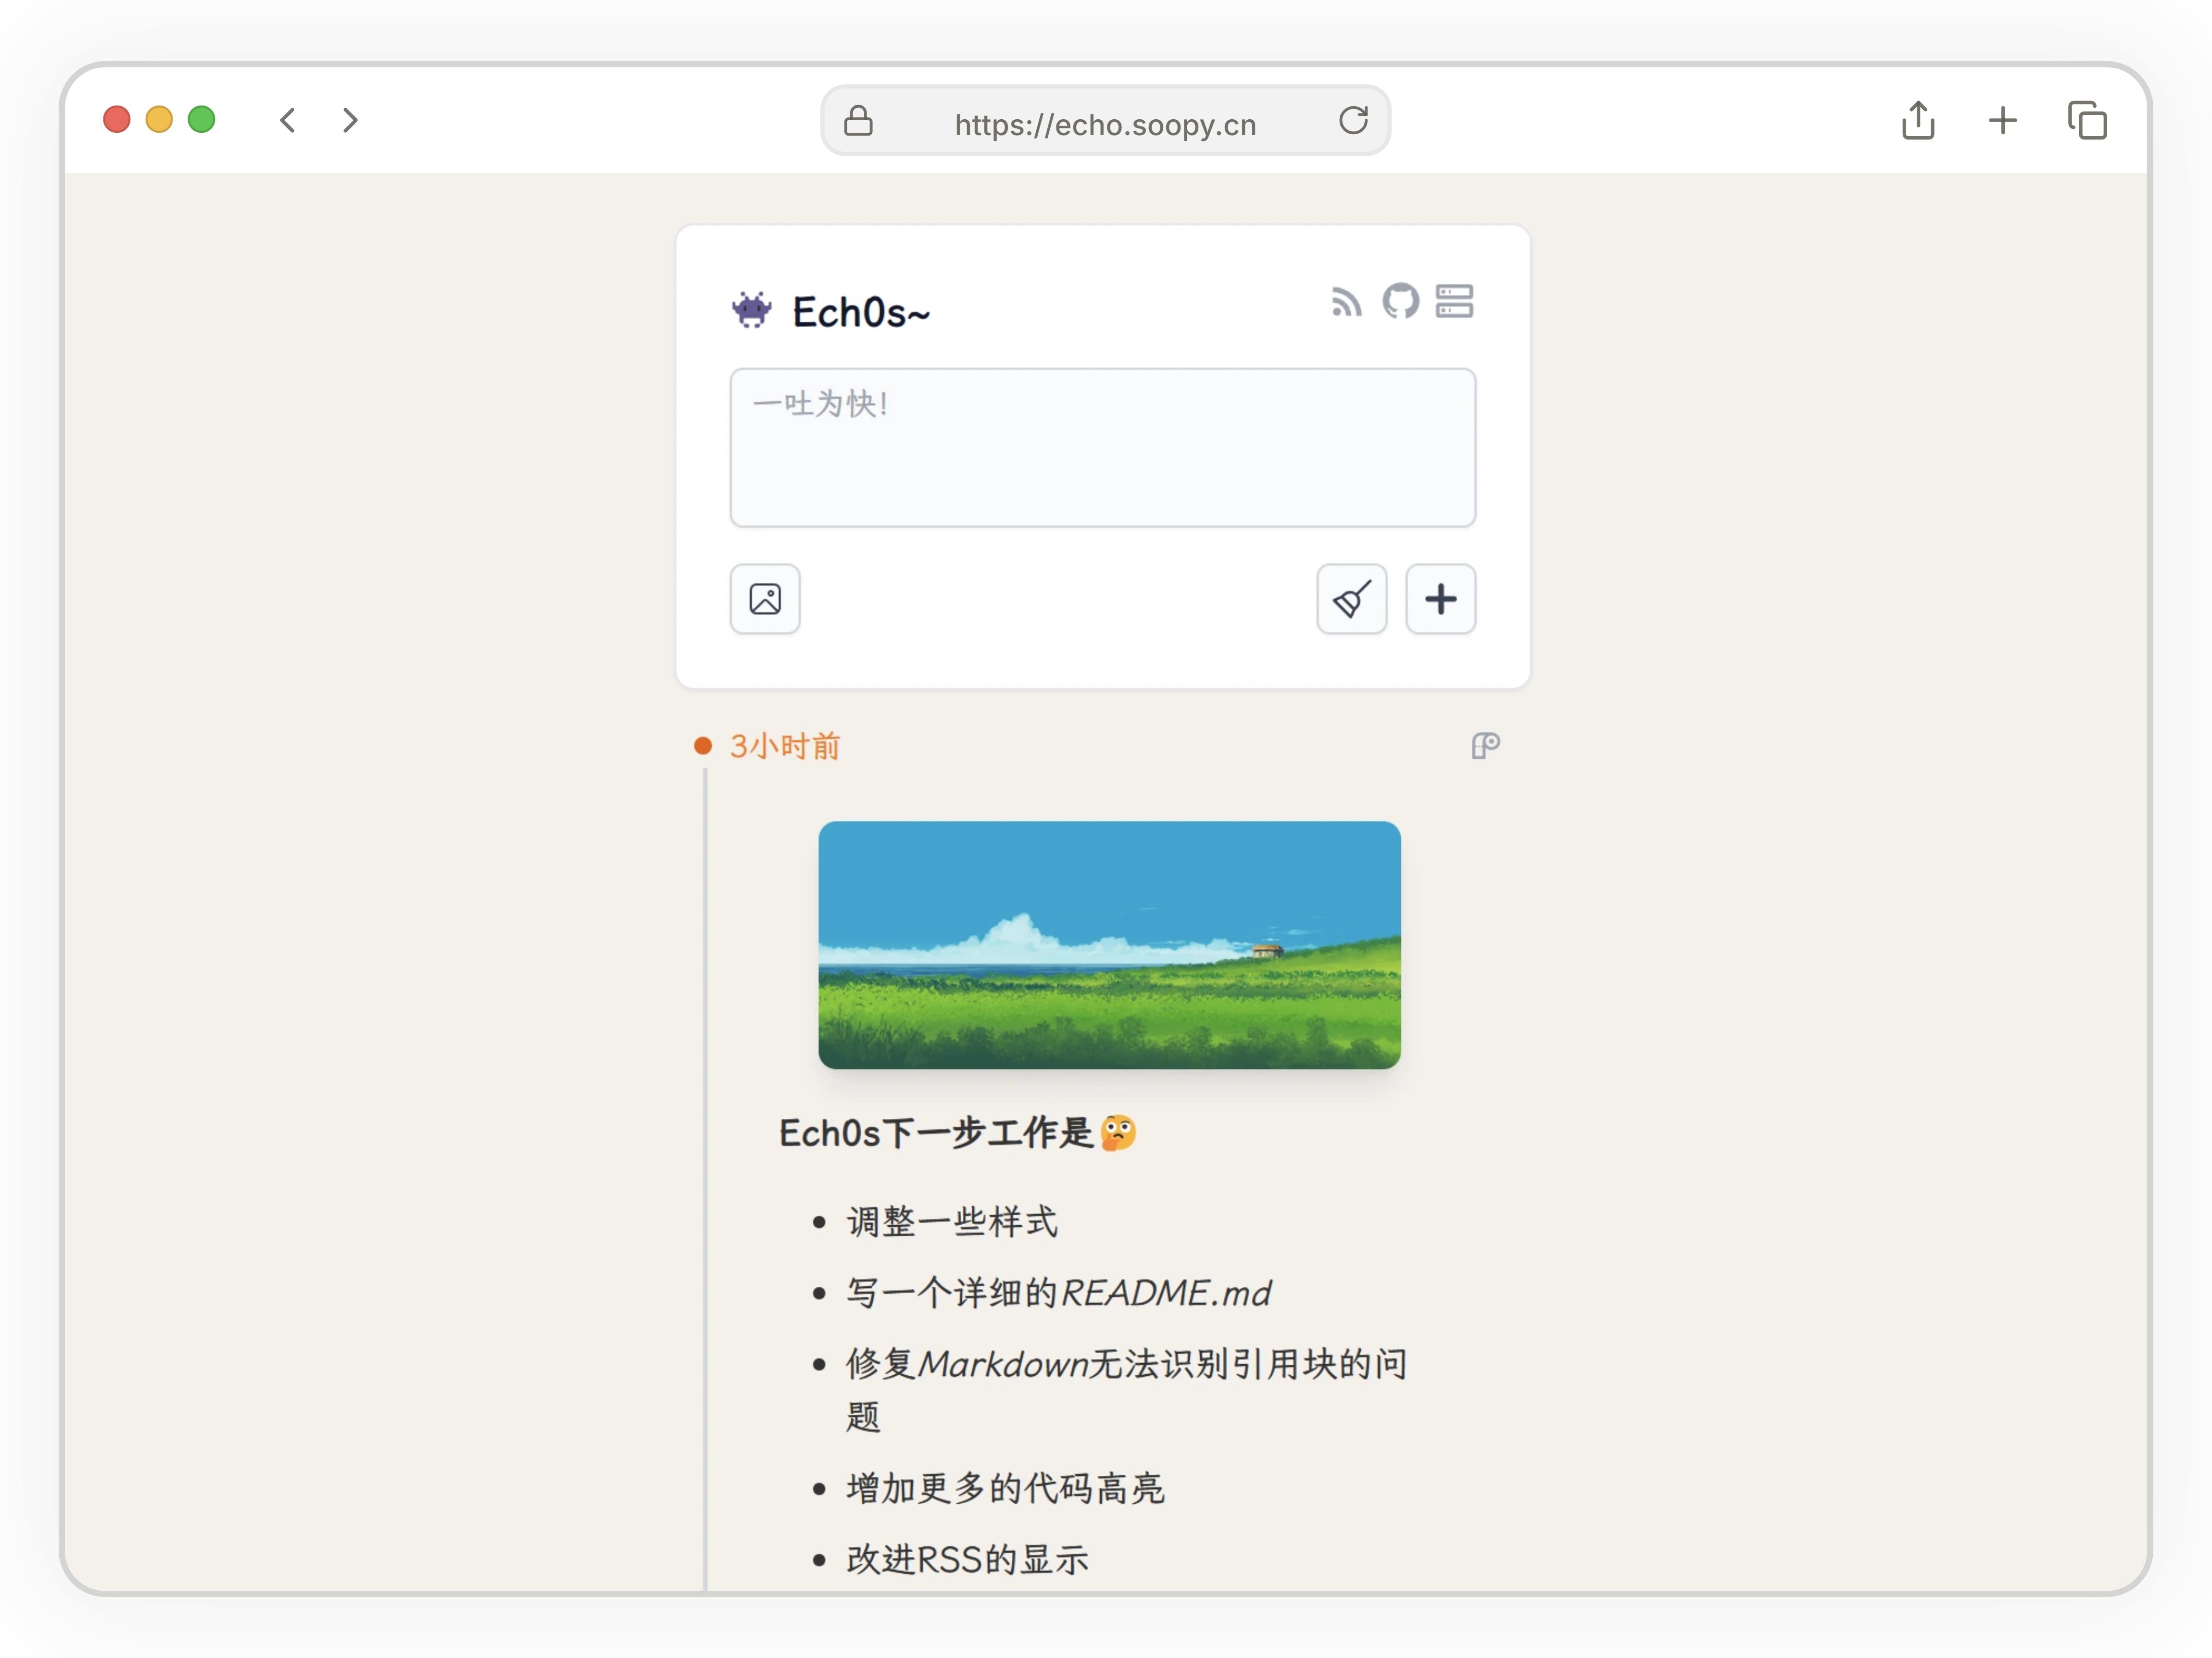 https://echo.soopy.cn
Ech0s~
一吐为快!
3小时前
Ech0s下一步工作是🤔
调整一些样式
写一个详细的README.md
修复Markdown无法识别引用块的问
题
增加更多的代码高亮
改进RSS的显示